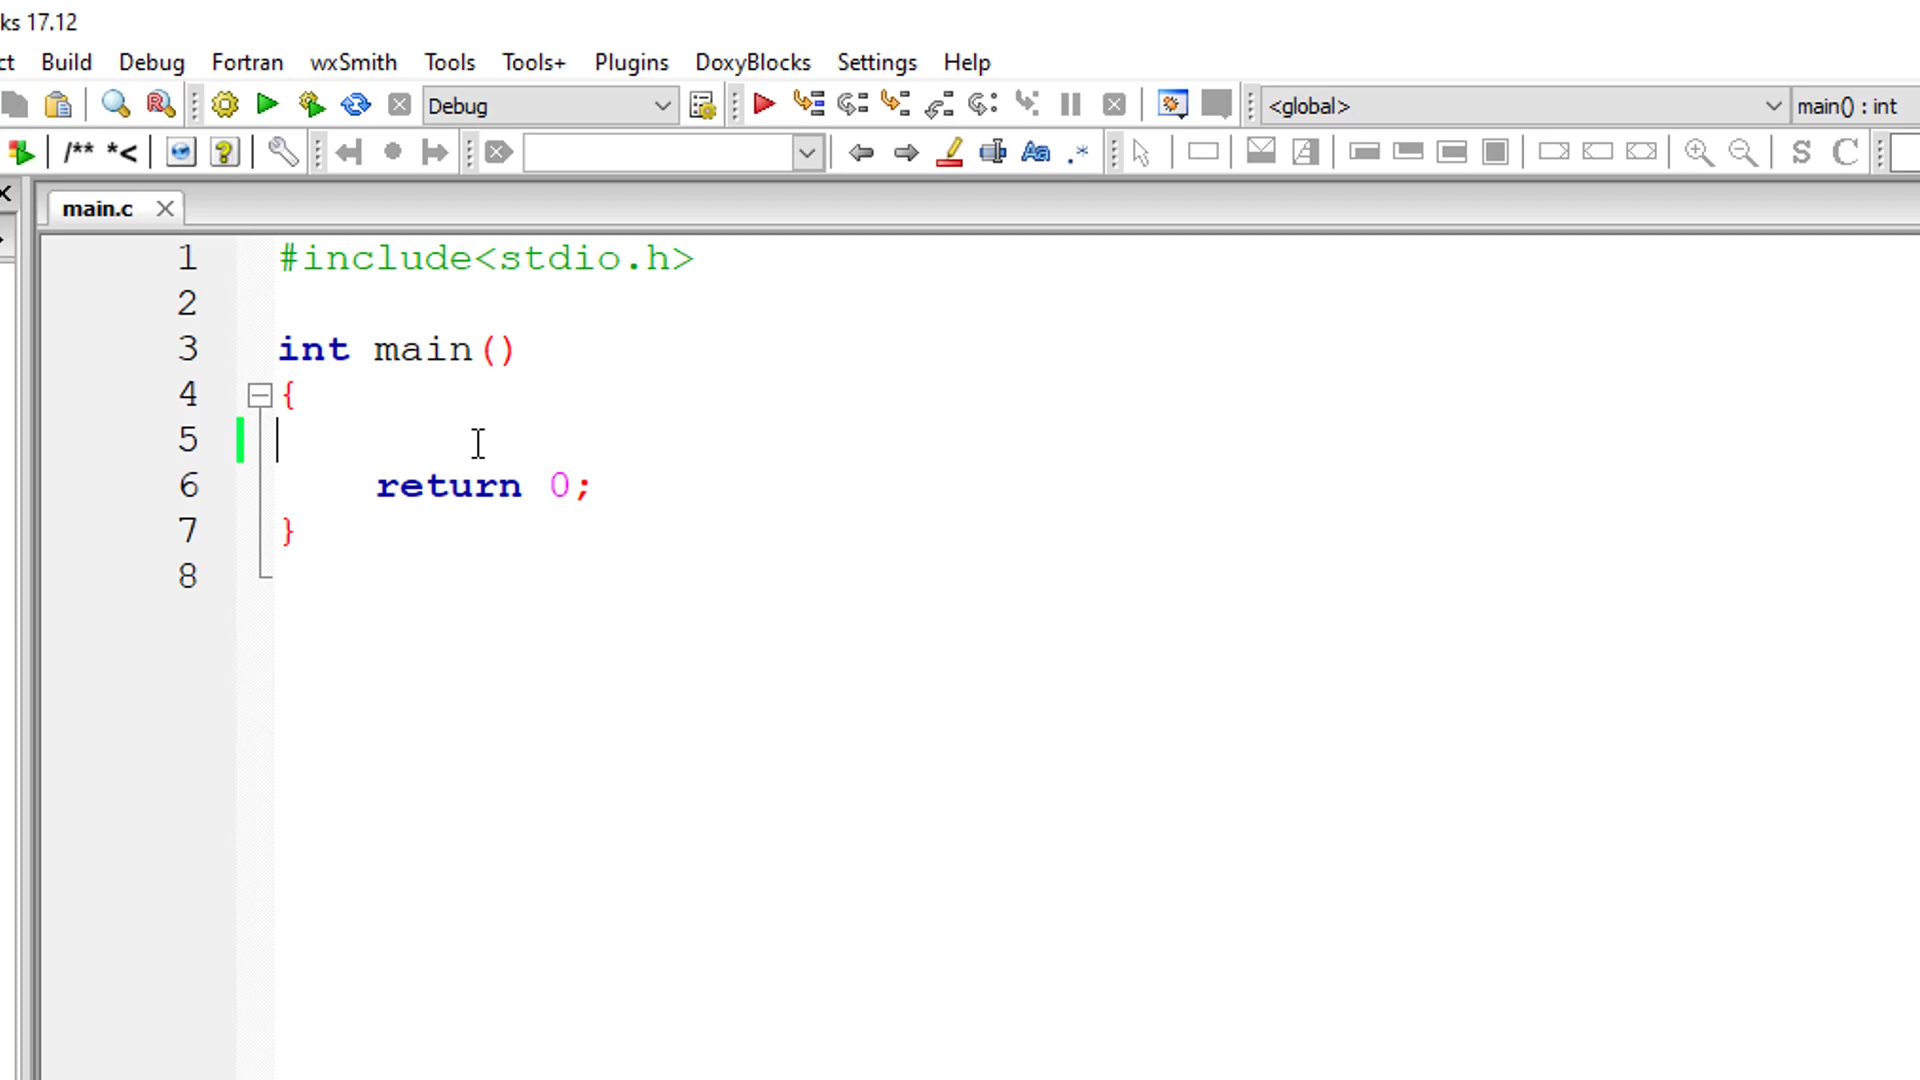 ks 17.12
ct Build Debug Fortran wxSmith Tools Tools+ Plugins DoxyBlocks Settings Help
Debug <global> main() : int
/** *< Aa .* S C
main.c
1 #include<stdio.h>
2
3 int main()
4 {
5
6 return 0;
7 }
8